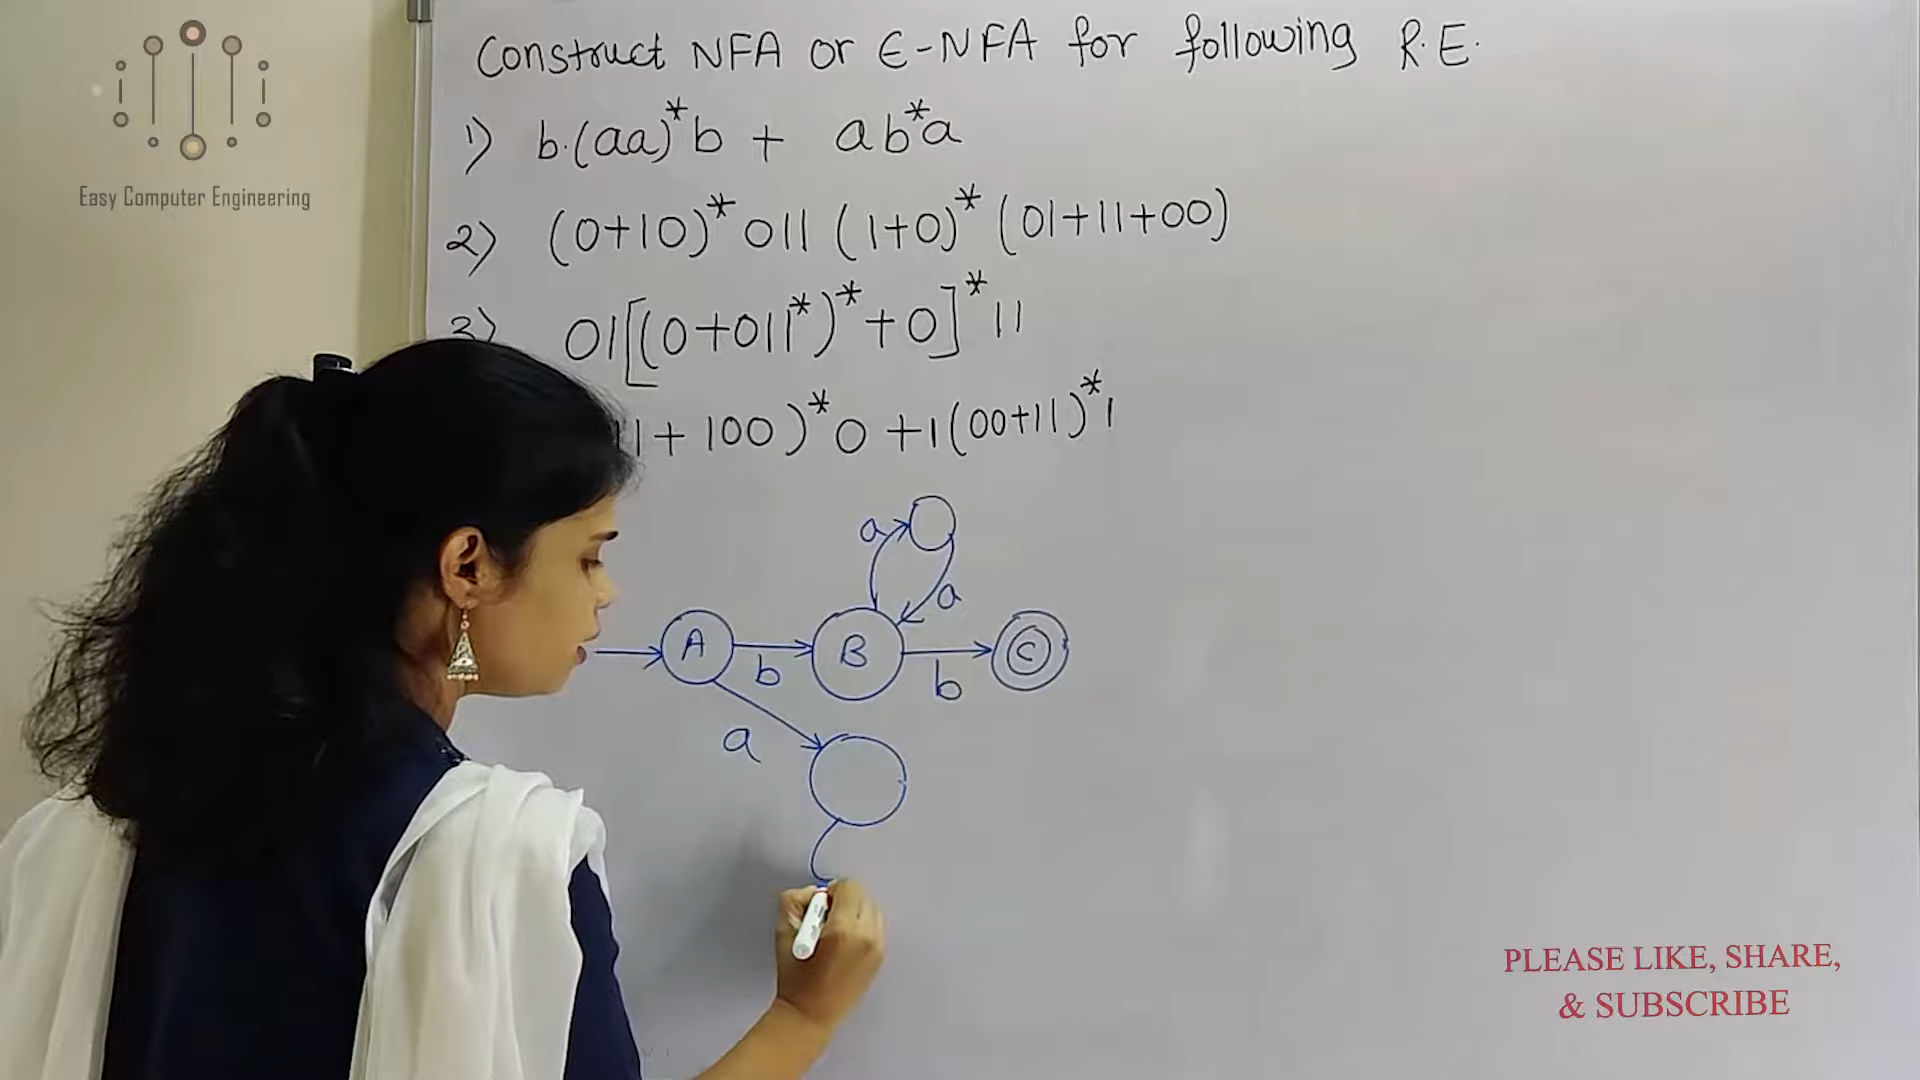 Easy Computer Engineering
Construct NFA or ∈-NFA for following R.E.
1) b.(aa)*b + ab*a
2) (0+10)*011 (1+0)* (01+11+00)
3) 01[(0+011*)*+0]*11
11+ 100)*0 +1(00+11)*1
a
a
A b B b C
a
PLEASE LIKE, SHARE,
& SUBSCRIBE